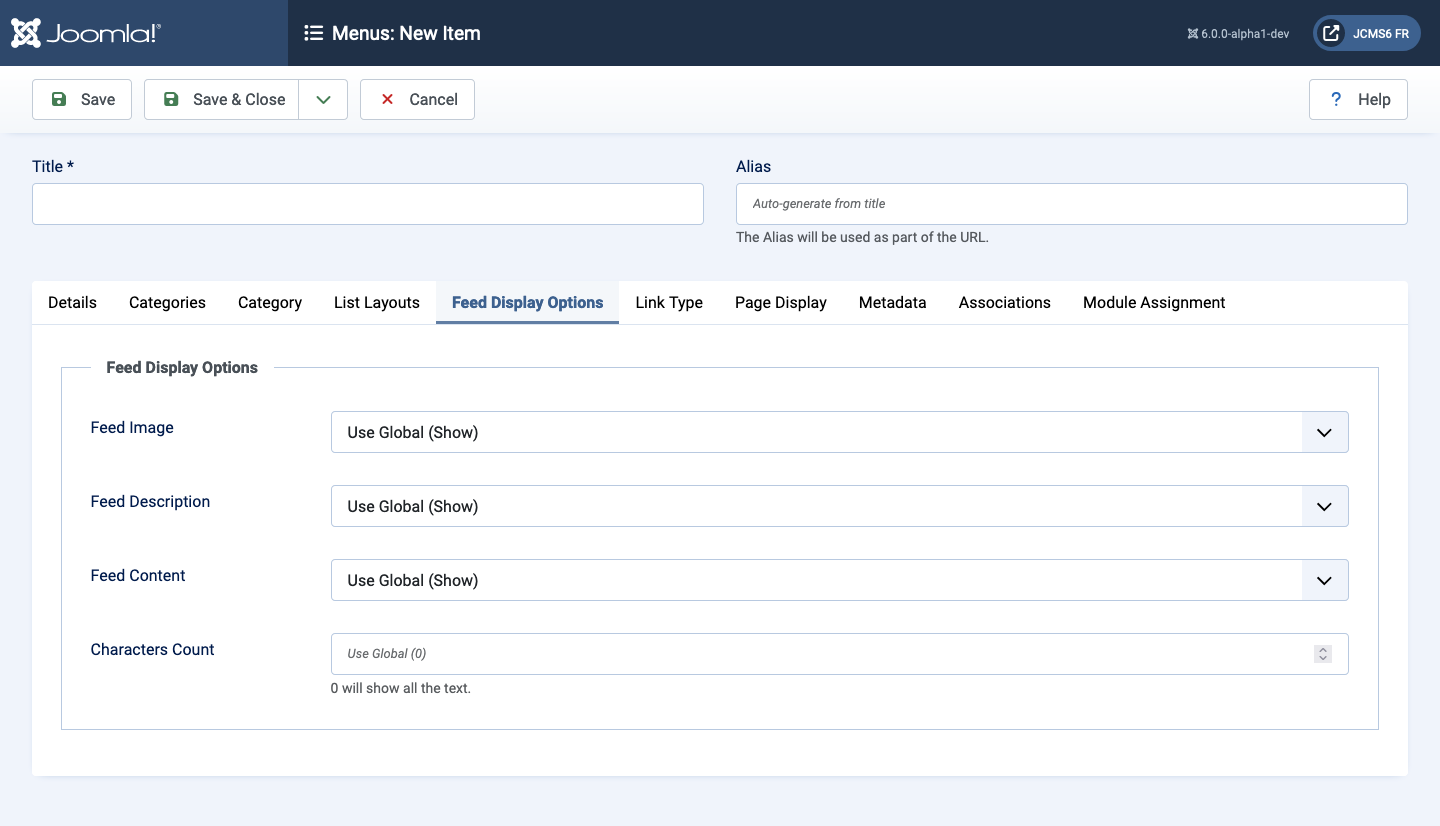 Joomla!®
Menus: New Item
6.0.0-alpha1-dev
JCMS6 FR
Save
Save & Close
Cancel
? Help
Title *
Alias
Auto-generate from title
The Alias will be used as part of the URL.
Details Categories Category List Layouts Feed Display Options Link Type Page Display Metadata Associations Module Assignment
Feed Display Options
Feed Image
Use Global (Show)
Feed Description
Use Global (Show)
Feed Content
Use Global (Show)
Characters Count
Use Global (0)
0 will show all the text.